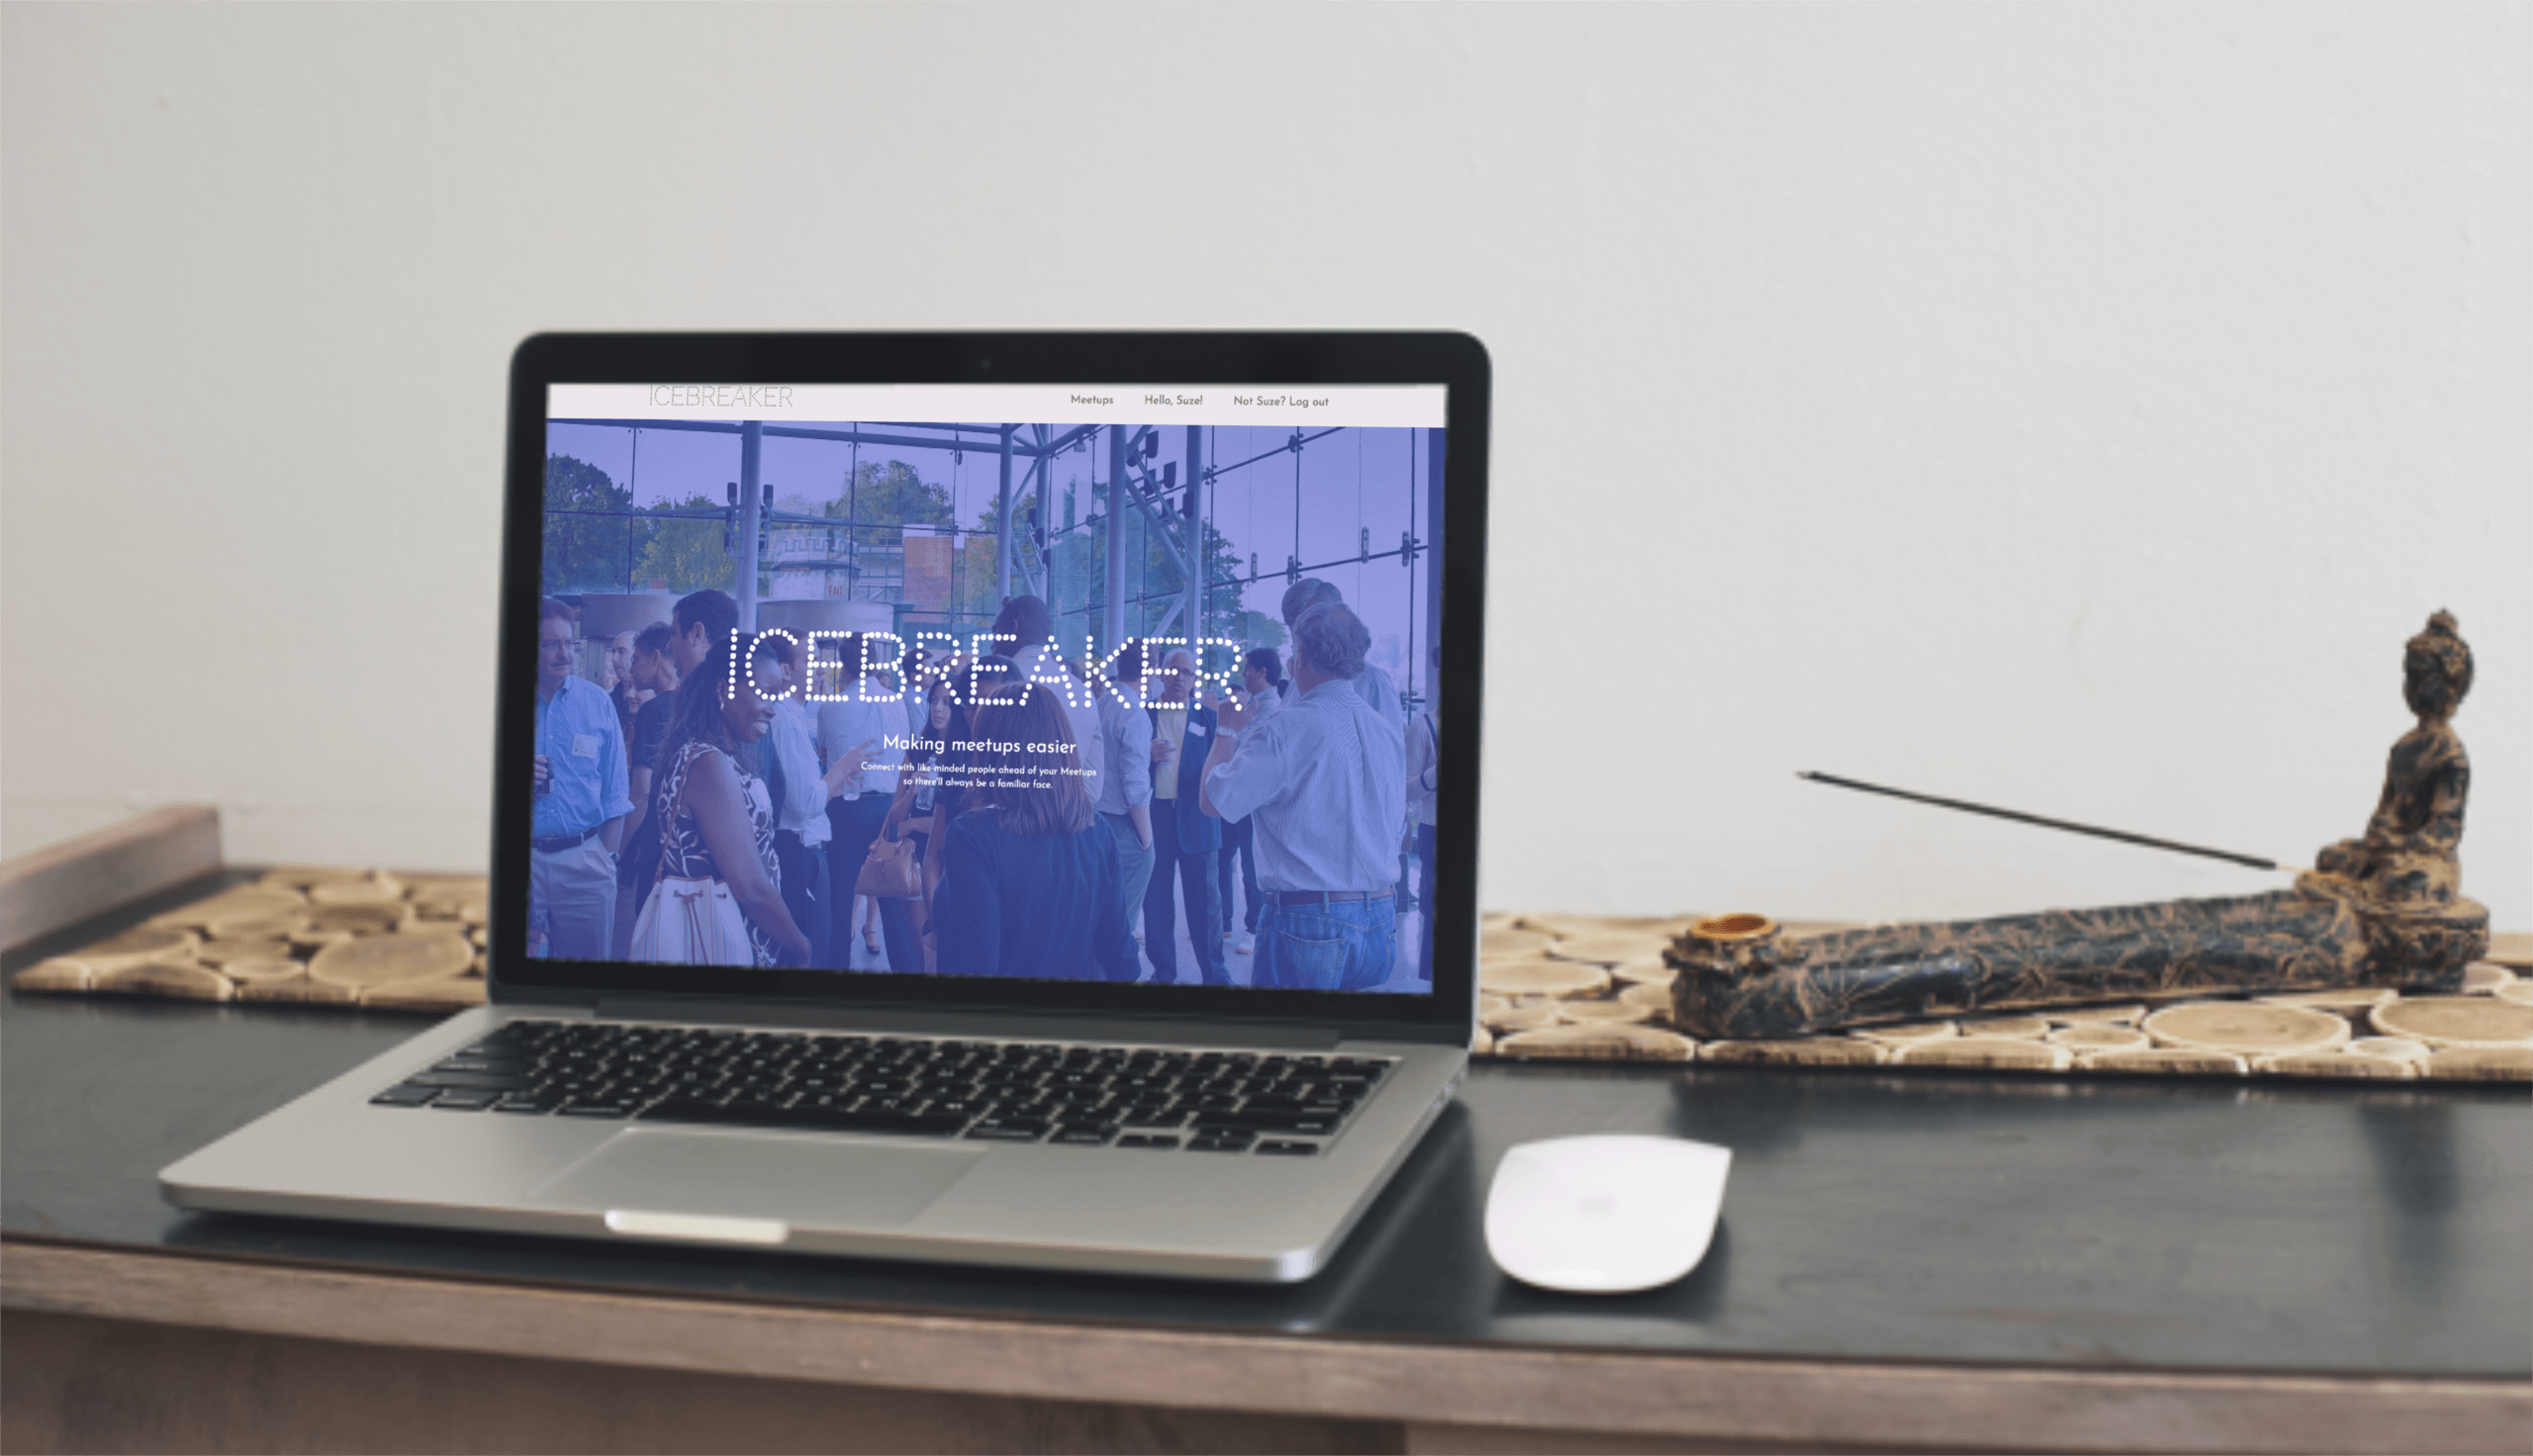 ICEBREAKER
Meetups Hello, Suze! Not Suze? Log out
ICEBREAKER
Making meetups easier
Connect with like-minded people ahead of your Meetups
so there'll always be a familiar face.